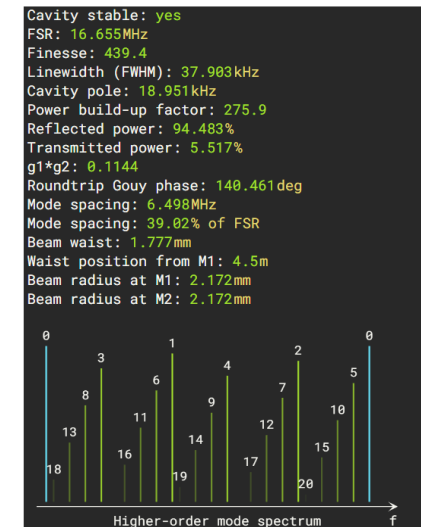 Cavity stable: yes
FSR: 16.655MHz
Finesse: 439.4
Linewidth (FWHM): 37.903kHz
Cavity pole: 18.951kHz
Power build-up factor: 275.9
Reflected power: 94.483%
Transmitted power: 5.517%
g1*g2: 0.1144
Roundtrip Gouy phase: 140.461deg
Mode spacing: 6.498MHz
Mode spacing: 39.02% of FSR
Beam waist: 1.777mm
Waist position from M1: 4.5m
Beam radius at M1: 2.172mm
Beam radius at M2: 2.172mm
0 0
1
3 2
4
6 5
8 7
9
11 10
13 12
14 15
16 17
18 19 20
Higher-order mode spectrum f